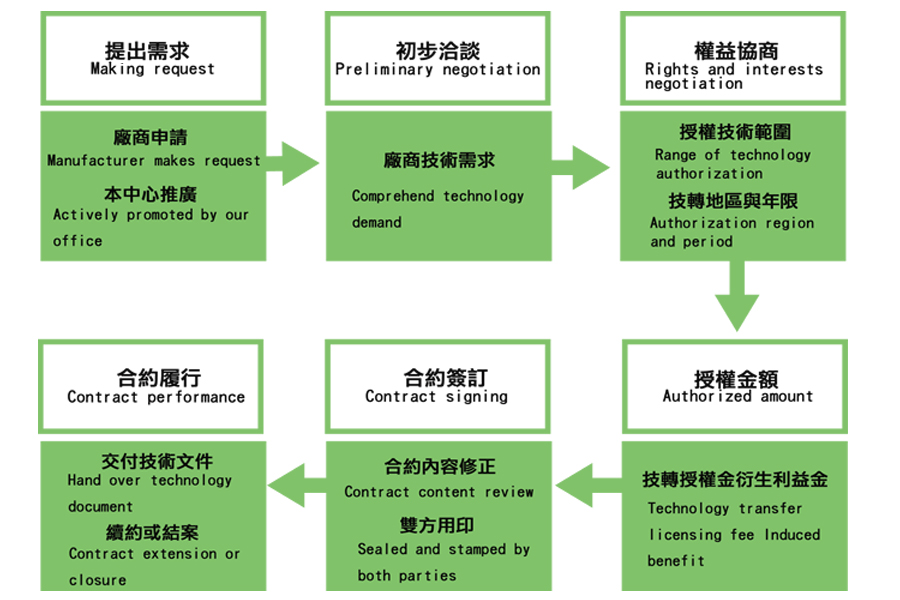 提出需求
Making request
廠商申請
Manufacturer makes request
本中心推廣
Actively promoted by our
office
初步洽談
Preliminary negotiation
廠商技術需求
Comprehend technology
demand
權益協商
Rights and interests
negotiation
授權技術範圍
Range of technology
authorization
技轉地區與年限
Authorization region
and period
授權金額
Authorized amount
技轉授權金衍生利益金
Technology transfer
licensing fee Induced
benefit
合約簽訂
Contract signing
合約內容修正
Contract content review
雙方用印
Sealed and stamped by
both parties
合約履行
Contract performance
交付技術文件
Hand over technology
document
續約或結案
Contract extension or
closure